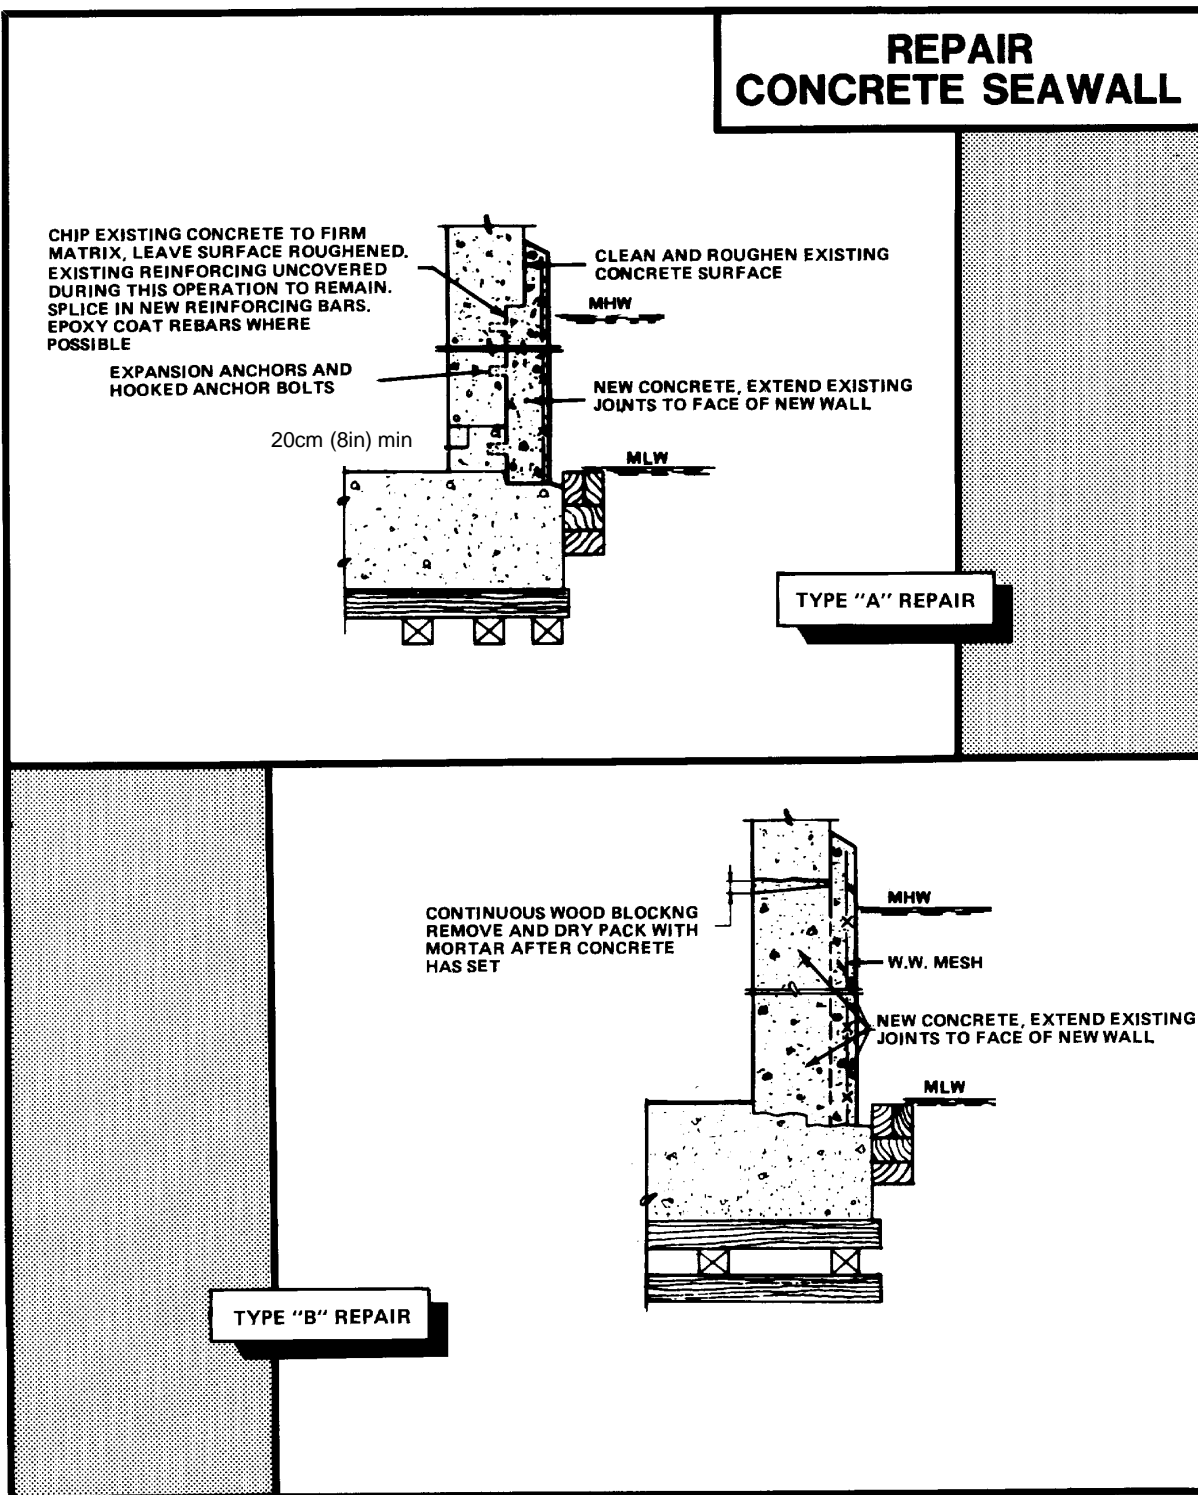 REPAIR
CONCRETE SEAWALL
CHIP EXISTING CONCRETE TO FIRM
MATRIX, LEAVE SURFACE ROUGHENED.
EXISTING REINFORCING UNCOVERED
DURING THIS OPERATION TO REMAIN.
SPLICE IN NEW REINFORCING BARS.
EPOXY COAT REBARS WHERE
POSSIBLE
EXPANSION ANCHORS AND
HOOKED ANCHOR BOLTS
20cm (8in) min
CLEAN AND ROUGHEN EXISTING
CONCRETE SURFACE
MHW
NEW CONCRETE, EXTEND EXISTING
JOINTS TO FACE OF NEW WALL
MLW
TYPE "A" REPAIR
CONTINUOUS WOOD BLOCKNG
REMOVE AND DRY PACK WITH
MORTAR AFTER CONCRETE
HAS SET
MHW
W.W. MESH
NEW CONCRETE, EXTEND EXISTING
JOINTS TO FACE OF NEW WALL
MLW
TYPE "B" REPAIR